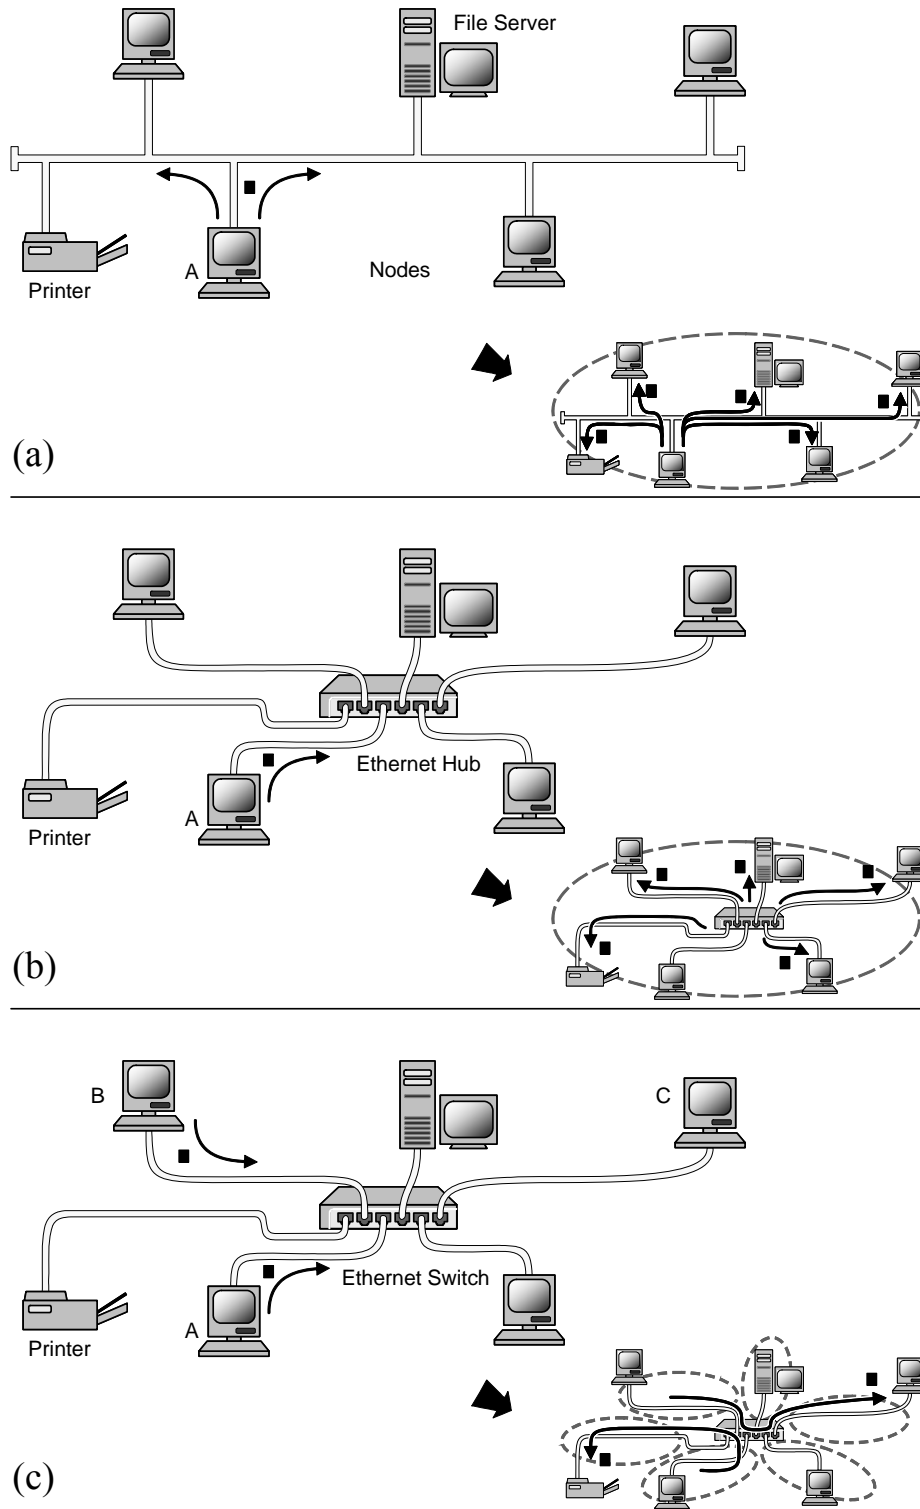 File Server
A
Nodes
Printer
(a)
Ethernet Hub
A
Printer
(b)
B
C
Ethernet Switch
A
Printer
(c)